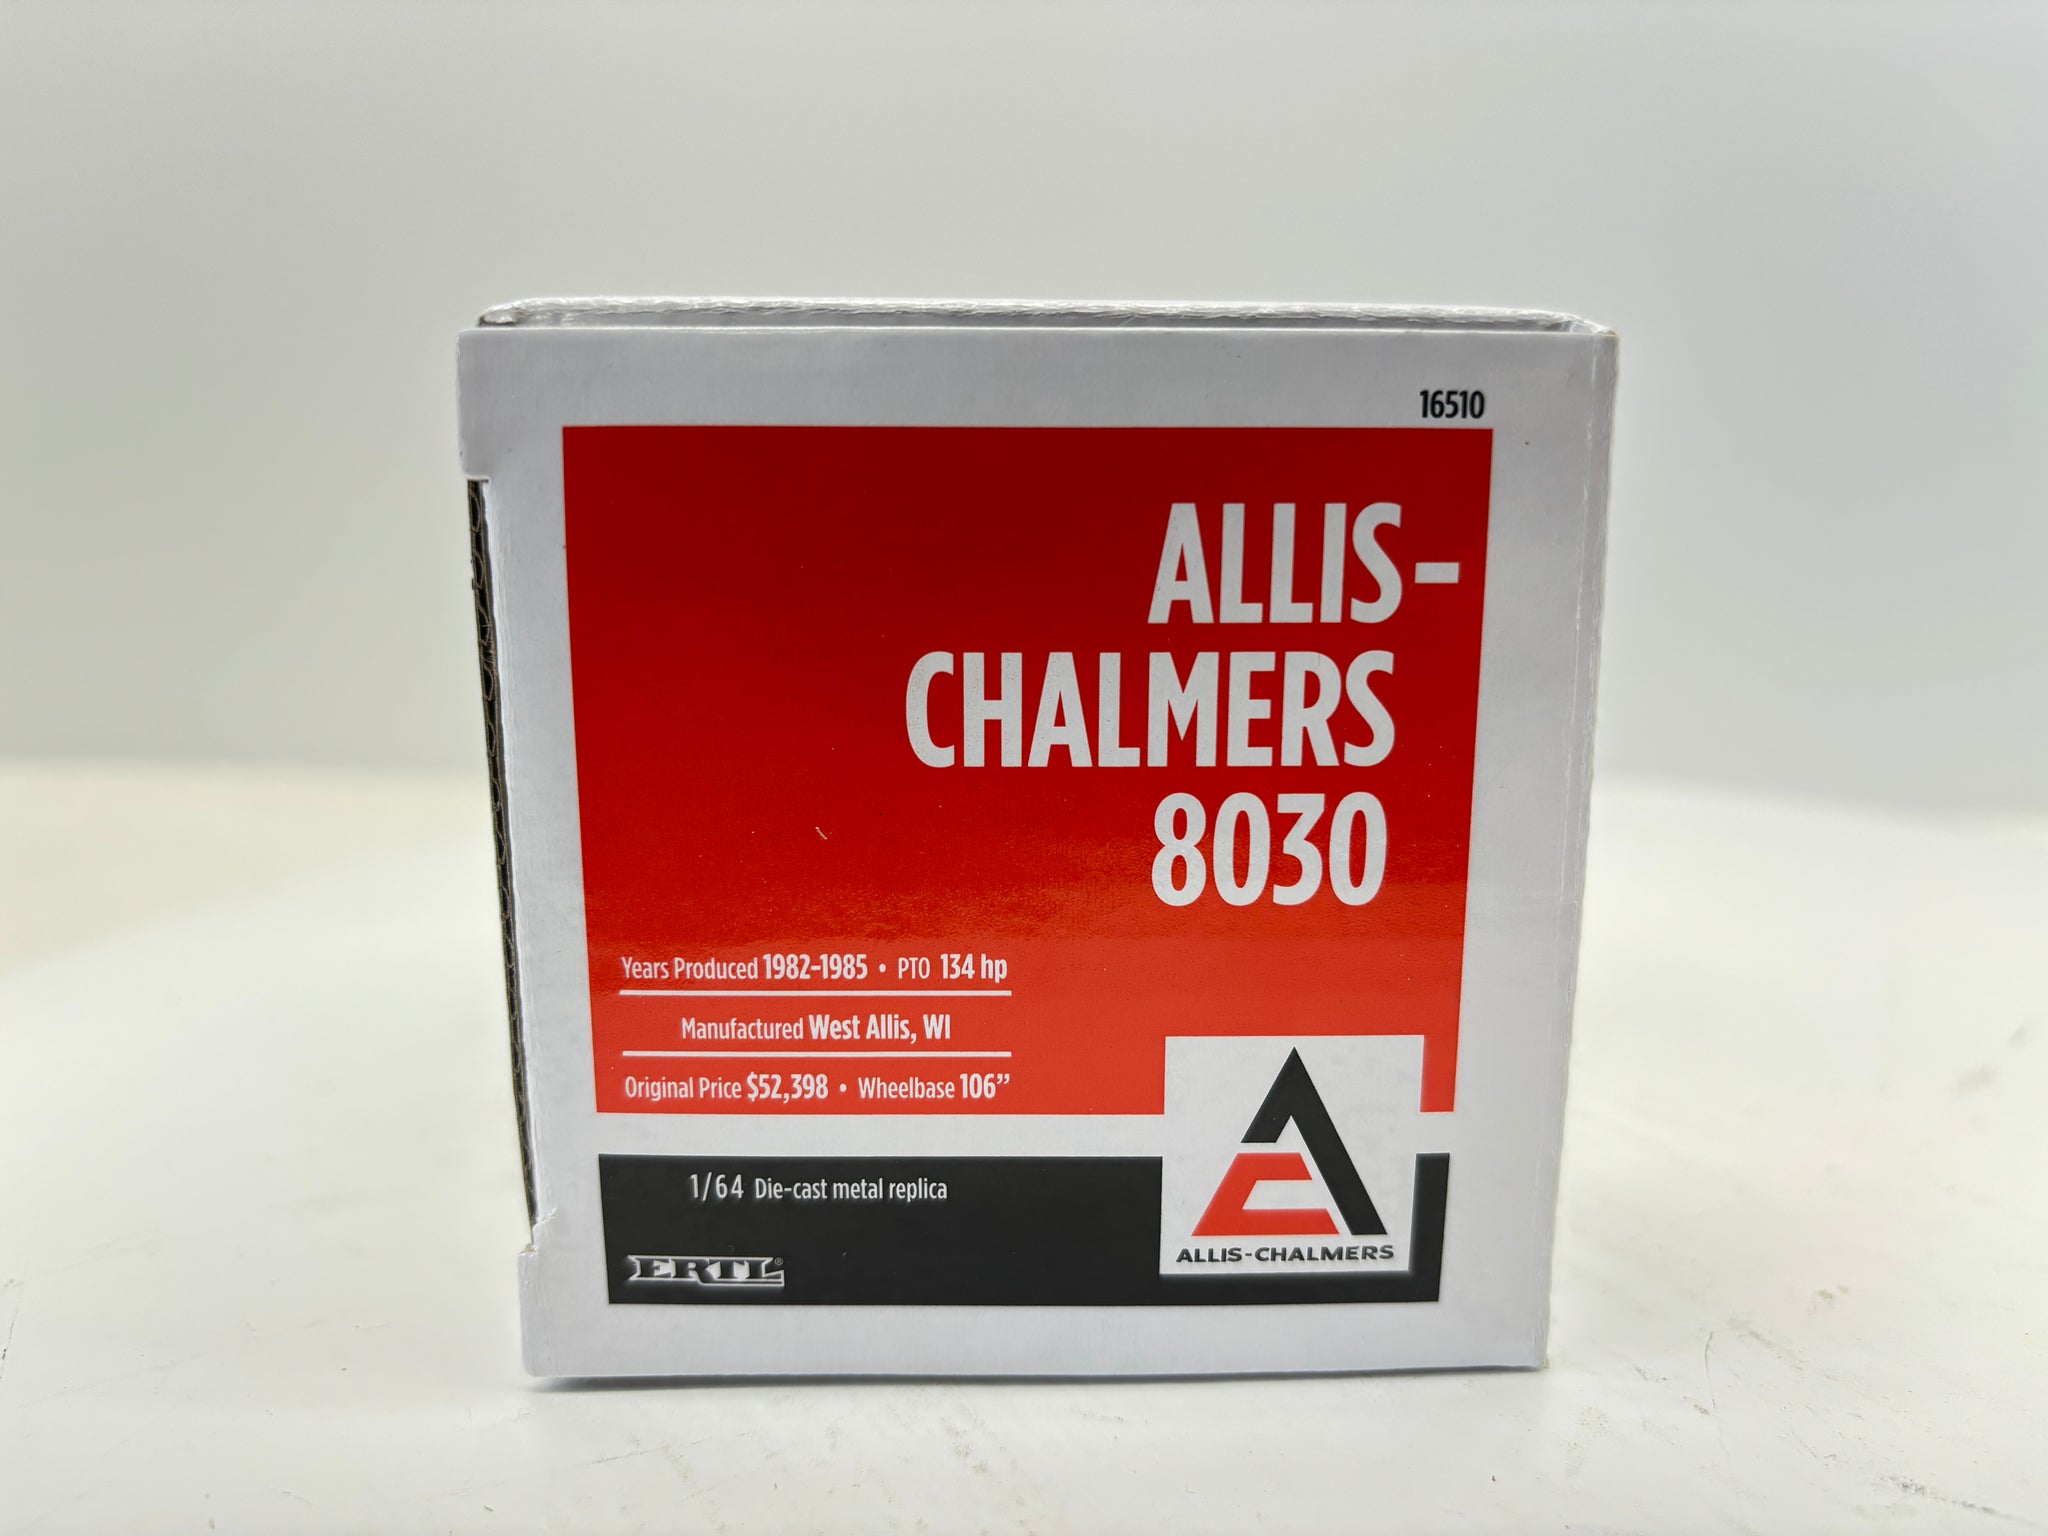 16510
ALLIS-
CHALMERS
8030
Years Produced 1982-1985 • PTO 134 hp
Manufactured West Allis, WI
Original Price $52,398 • Wheelbase 106”
1/64 Die-cast metal replica
ERTL®
ALLIS-CHALMERS